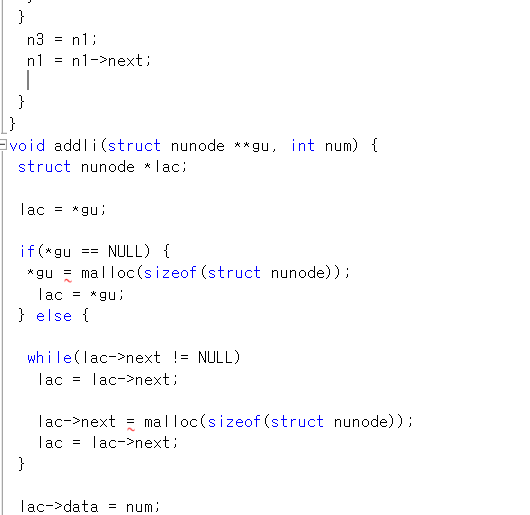 }
n3 = n1;
n1 = n1->next;
}
}
void addli(struct nunode **gu, int num) {
struct nunode *lac;
lac = *gu;
if(*gu == NULL) {
*gu = malloc(sizeof(struct nunode));
lac = *gu;
} else {
while(lac->next != NULL)
lac = lac->next;
lac->next = malloc(sizeof(struct nunode));
lac = lac->next;
}
lac->data = num;